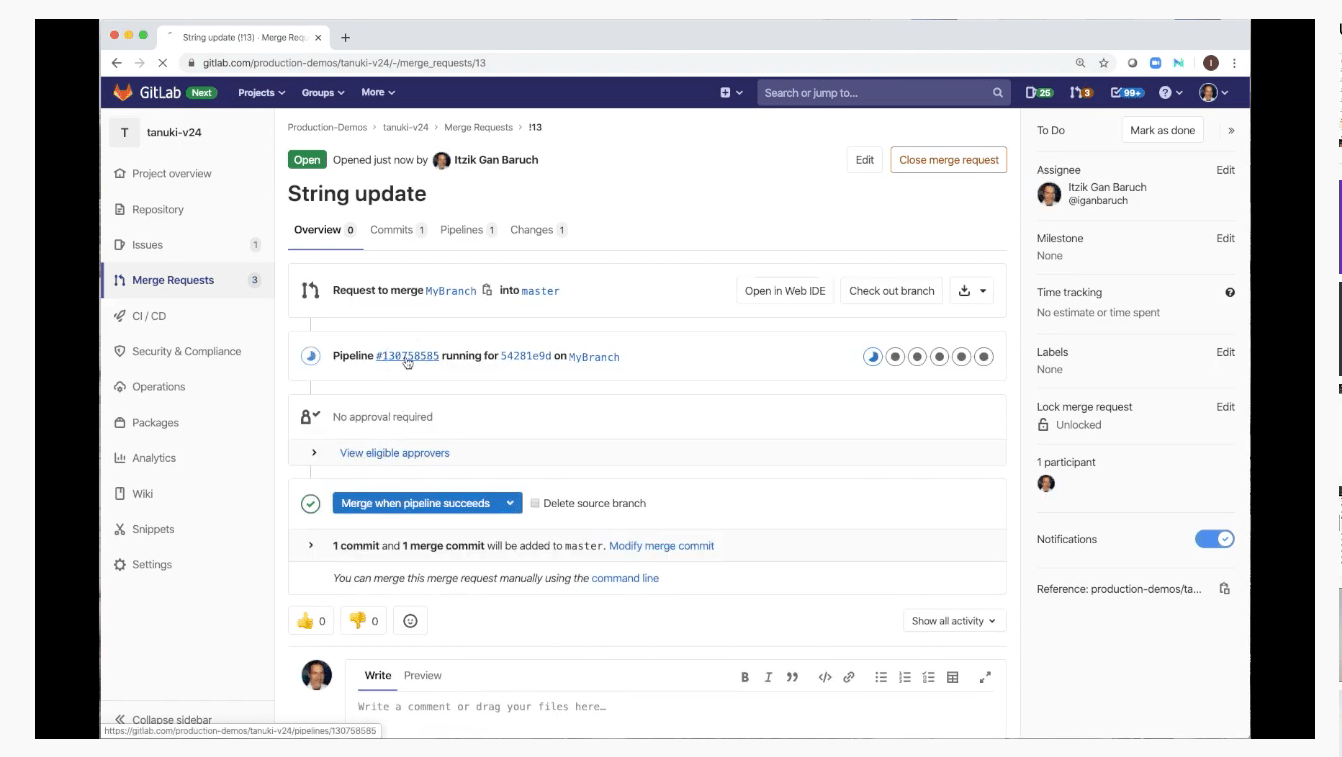 String update (!13) · Merge Requ
gitlab.com/production-demos/tanuki-v24/-/merge_requests/13
GitLab Next Projects Groups More Search or jump to... 25 3 99+
T tanuki-v24
Project overview
Repository
Issues 1
Merge Requests 3
CI / CD
Security & Compliance
Operations
Packages
Analytics
Wiki
Snippets
Settings
Collapse sidebar
https://gitlab.com/production-demos/tanuki-v24/pipelines/130758585
Production-Demos > tanuki-v24 > Merge Requests > !13
Open Opened just now by Itzik Gan Baruch Edit Close merge request
String update
Overview 0 Commits 1 Pipelines 1 Changes 1
Request to merge MyBranch into master Open in Web IDE Check out branch
Pipeline #130758585 running for 54281e9d on MyBranch
No approval required
View eligible approvers
Merge when pipeline succeeds Delete source branch
1 commit and 1 merge commit will be added to master. Modify merge commit
You can merge this merge request manually using the command line
👍 0 👎 0 Show all activity
Write Preview B I
Write a comment or drag your files here…
To Do Mark as done »
Assignee Edit
Itzik Gan Baruch
@iganbaruch
Milestone Edit
None
Time tracking
No estimate or time spent
Labels Edit
None
Lock merge request Edit
Unlocked
1 participant
Notifications
Reference: production-demos/ta...